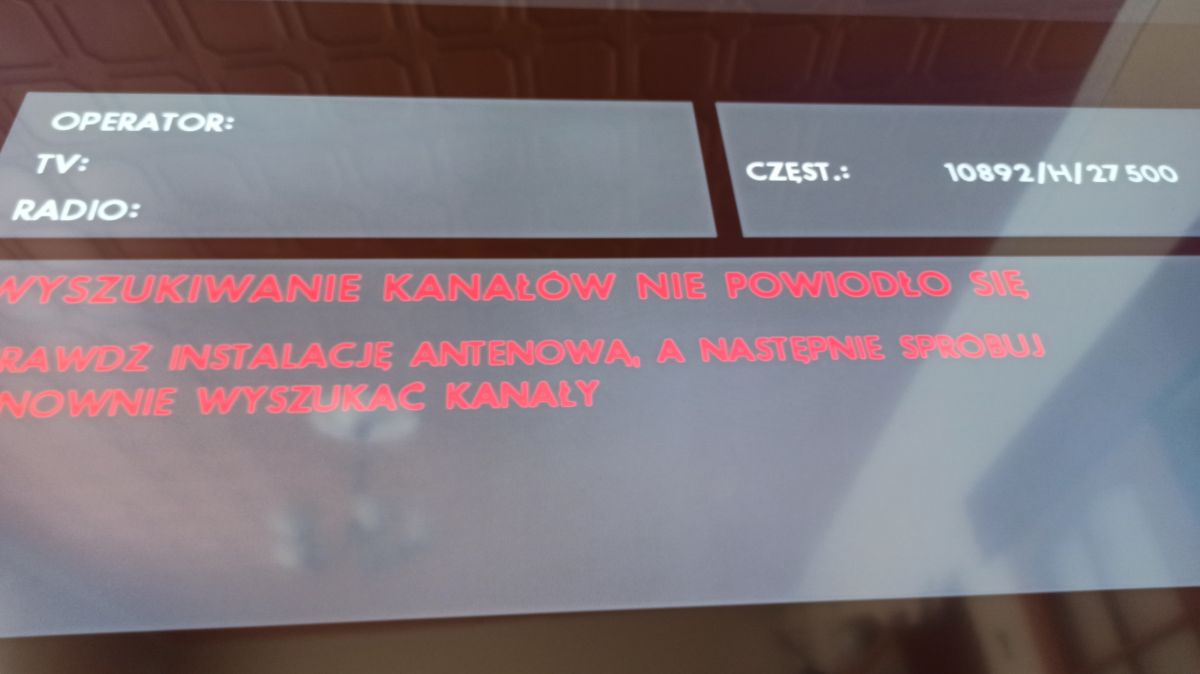 OPERATOR:
TV:
RADIO:
CZĘST.: 10892/H/27 500
WYSZUKIWANIE KANAŁÓW NIE POWIODŁO SIĘ
RAWDŹ INSTALACJĘ ANTENOWĄ, A NASTĘPNIE SPRÓBUJ
NOWNIE WYSZUKAĆ KANAŁY